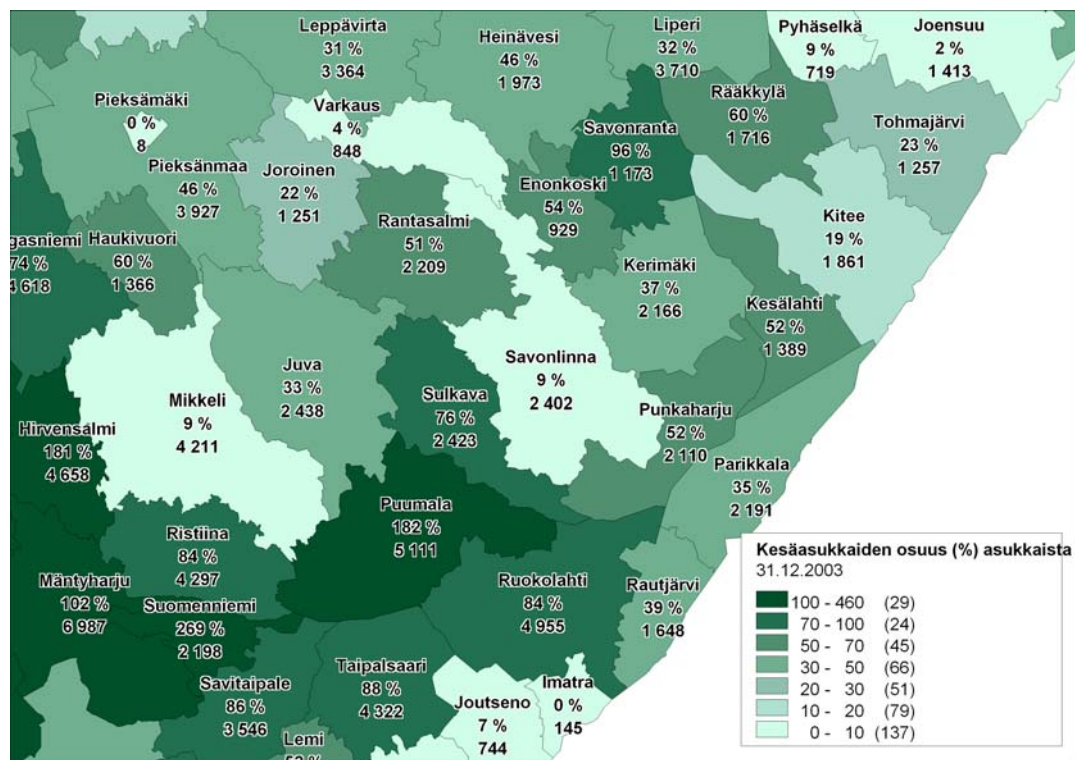 Leppävirta
31 %
3 364
Heinävesi
46 %
1 973
Liperi
32 %
3 710
Pyhäselkä
9 %
719
Joensuu
2 %
1 413
Pieksämäki
0 %
8
Varkaus
4 %
848
Savonranta
96 %
1 173
Rääkkylä
60 %
1 716
Tohmajärvi
23 %
1 257
Pieksänmaa
46 %
3 927
Joroinen
22 %
1 251
Enonkoski
54 %
929
Rantasalmi
51 %
2 209
Kitee
19 %
1 861
gasniemi
74 %
4 618
Haukivuori
60 %
1 366
Kerimäki
37 %
2 166
Kesälahti
52 %
1 389
Juva
33 %
2 438
Savonlinna
9 %
2 402
Sulkava
76 %
2 423
Mikkeli
9 %
4 211
Punkaharju
52 %
2 110
Hirvensalmi
181 %
4 658
Parikkala
35 %
2 191
Puumala
182 %
5 111
Ristiina
84 %
4 297
Ruokolahti
84 %
4 955
Rautjärvi
39 %
1 648
Mäntyharju
102 %
6 987
Suomenniemi
269 %
2 198
Taipalsaari
88 %
4 322
Savitaipale
86 %
3 546
Joutseno
7 %
744
Imatra
0 %
145
Lemi
Kesäasukkaiden osuus (%) asukkaista
31.12.2003
100 - 460 (29)
70 - 100 (24)
50 - 70 (45)
30 - 50 (66)
20 - 30 (51)
10 - 20 (79)
0 - 10 (137)